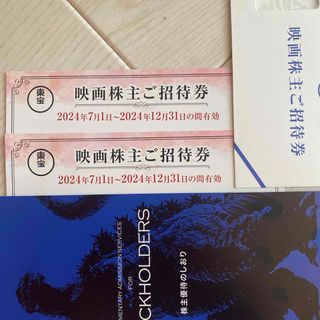 東宝
映画株主ご招待券
2024年7月1日~2024年12月31日の間有効
東宝
映画株主ご招待券
2024年7月1日~2024年12月31日の間有効
映画株主ご招待券
MENTARY ADMISSION SERVICES
FOR
CKHOLDERS
株主優待のしおり